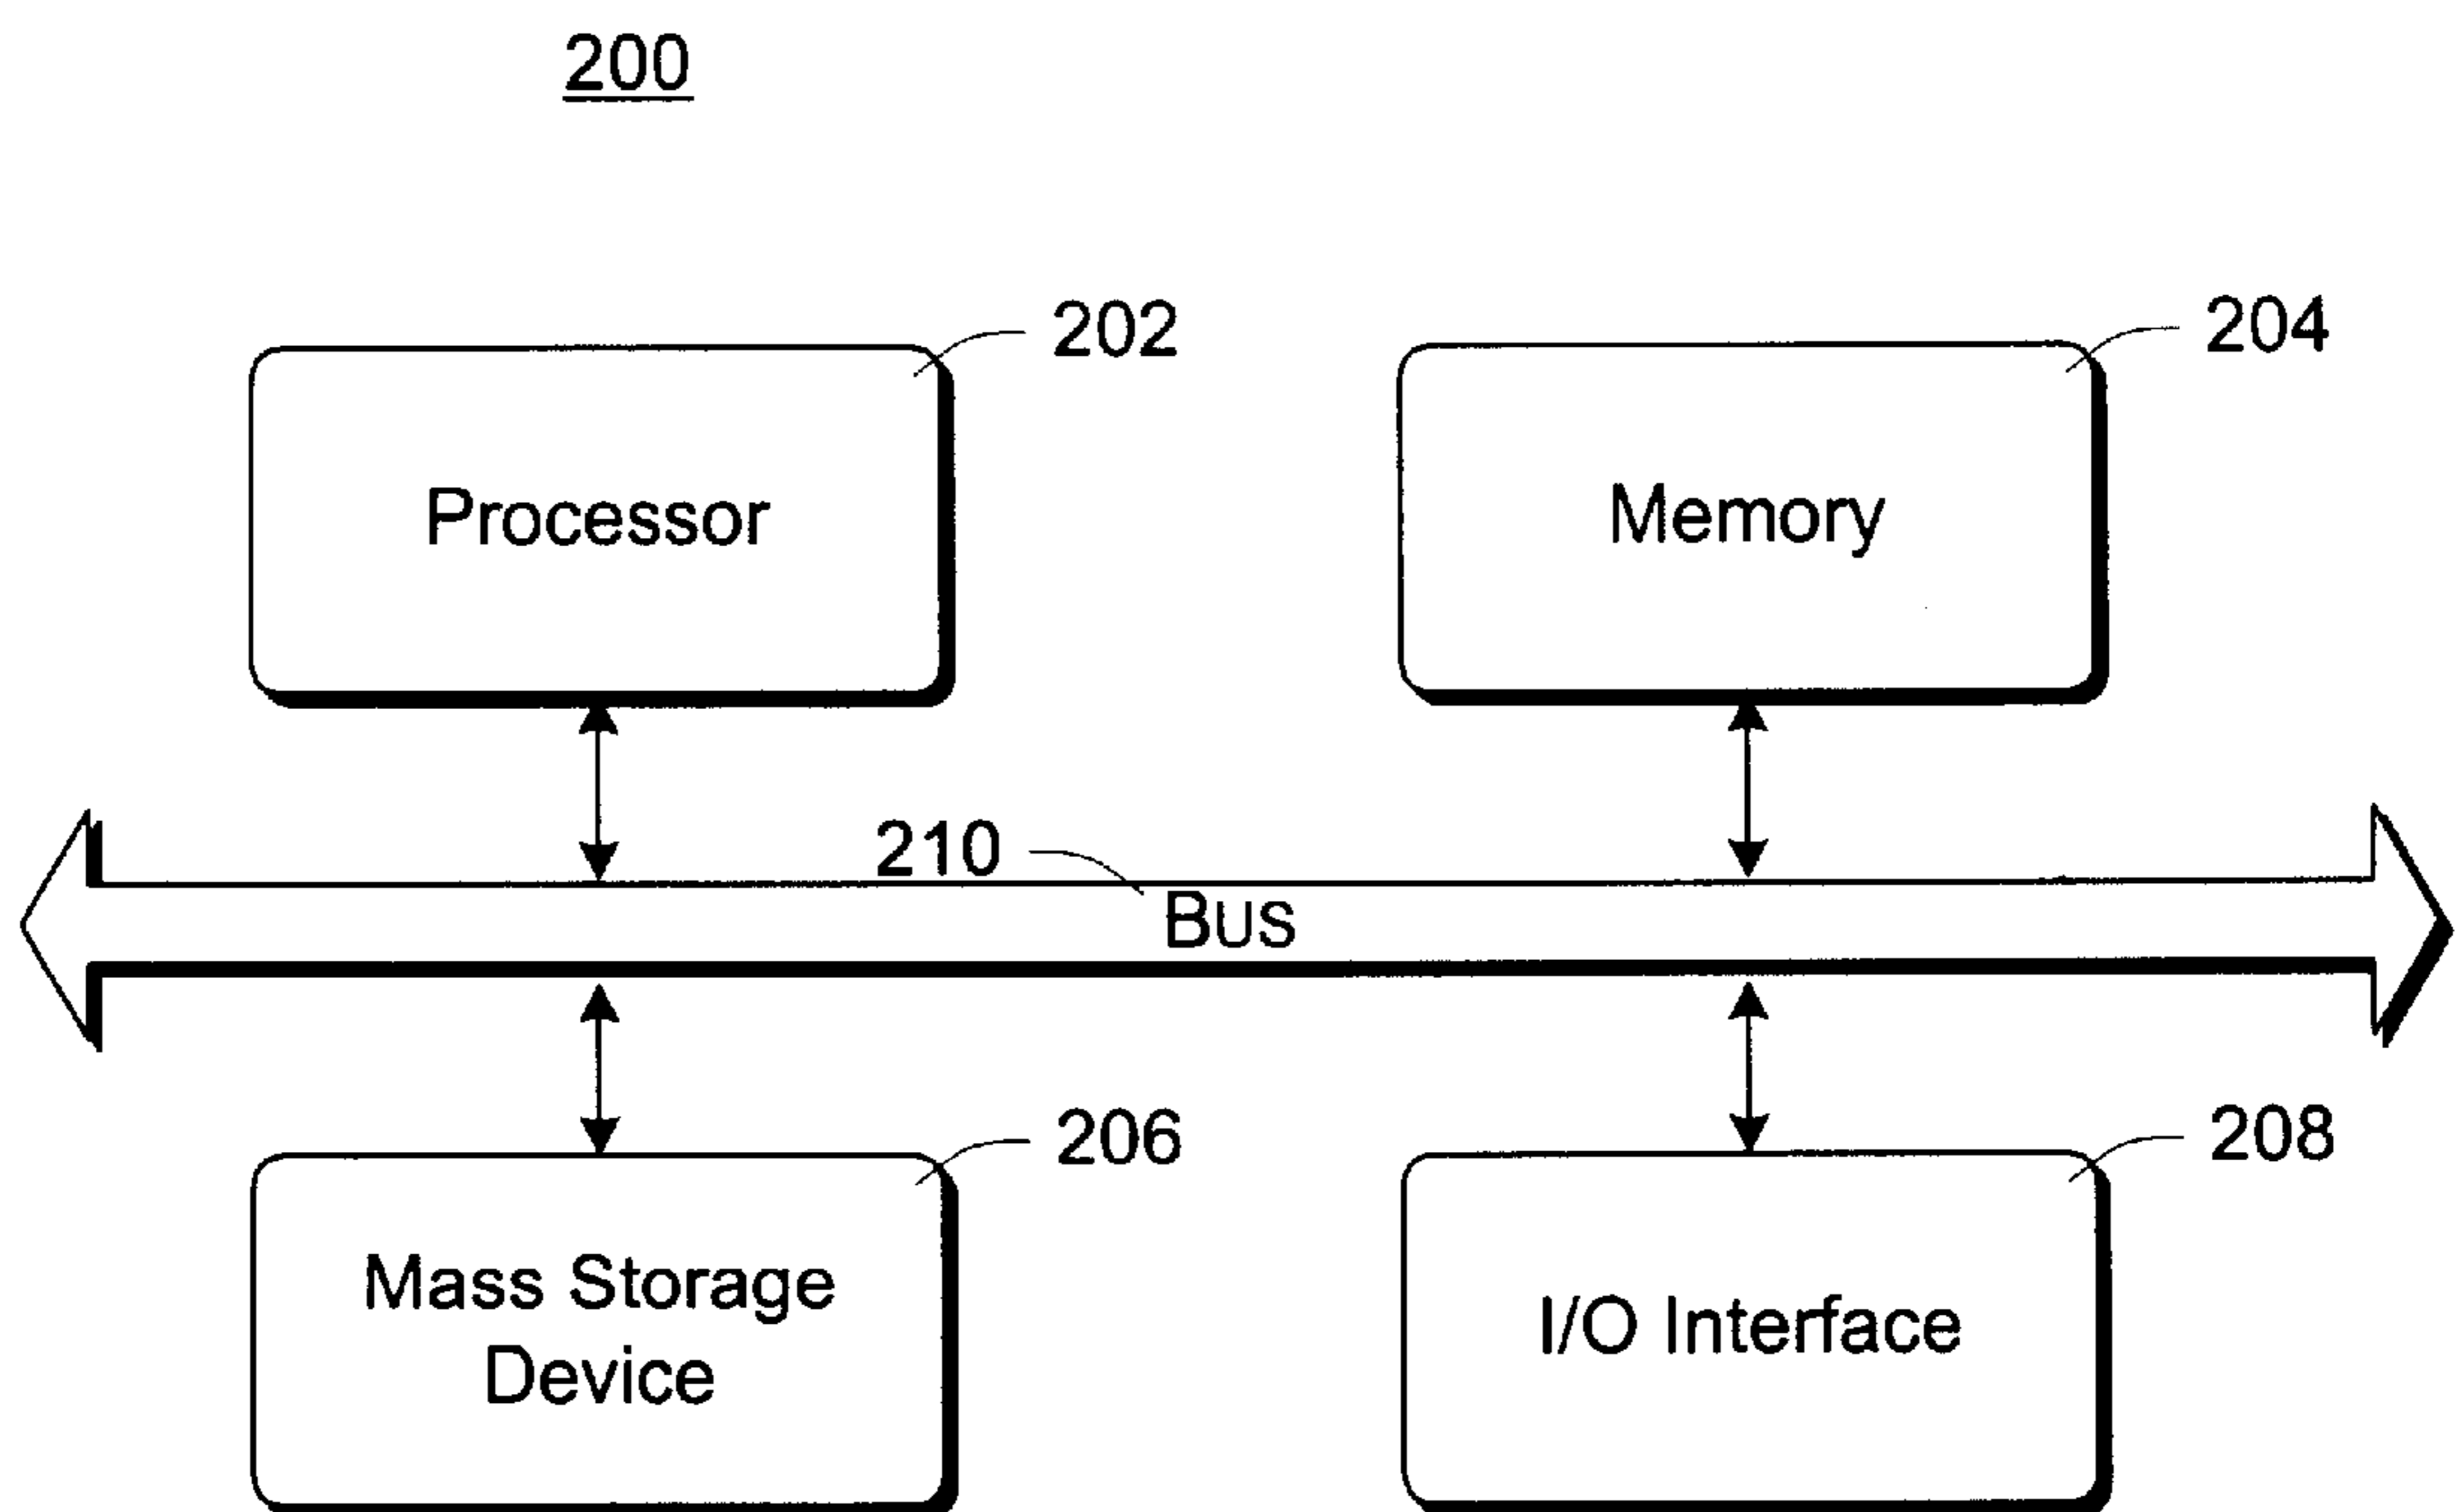 200
202
204
Processor
Memory
210
Bus
206
208
Mass Storage
Device
I/O Interface